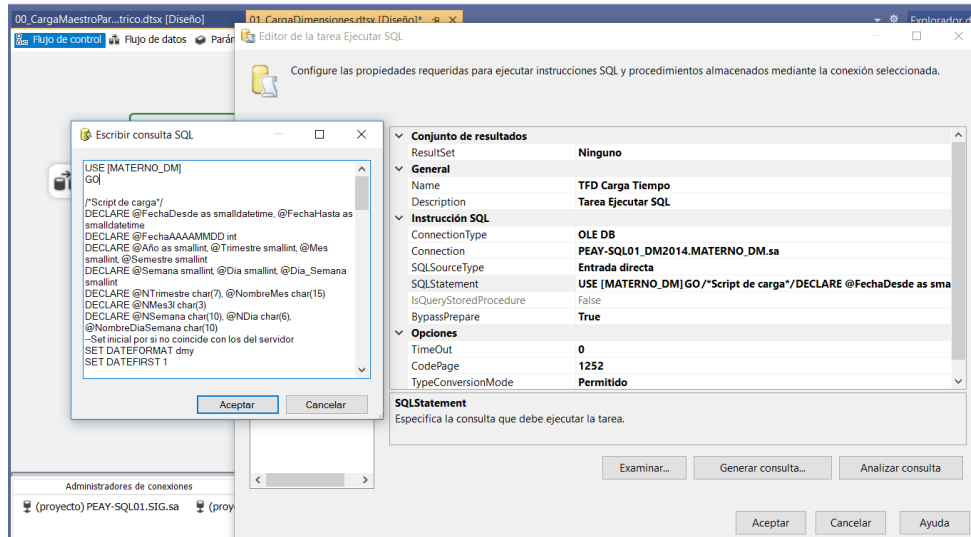 00_CargaMaestroPar...trico.dtsx [Diseño]
01_CargaDimensiones.dtsx [Diseño]*
Explorador d
Flujo de control
Flujo de datos
Parán
Editor de la tarea Ejecutar SQL
Configure las propiedades requeridas para ejecutar instrucciones SQL y procedimientos almacenados mediante la conexión seleccionada.
Escribir consulta SQL
USE [MATERNO_DM]
GO
/*Script de carga*/
DECLARE @FechaDesde as smalldatetime, @FechaHasta as
smalldatetime
DECLARE @FechaAAAAMMDD int
DECLARE @Año as smallint, @Trimestre smallint, @Mes
smallint, @Semestre smallint
DECLARE @Semana smallint, @Dia smallint, @Dia_Semana
smallint
DECLARE @NTrimestre char(7), @NombreMes char(15)
DECLARE @NMes3l char(3)
DECLARE @NSemana char(10), @NDia char(6),
@NombreDiaSemana char(10)
--Set inicial por si no coincide con los del servidor
SET DATEFORMAT dmy
SET DATEFIRST 1
Aceptar
Cancelar
Conjunto de resultados
ResultSet Ninguno
General
Name TFD Carga Tiempo
Description Tarea Ejecutar SQL
Instrucción SQL
ConnectionType OLE DB
Connection PEAY-SQL01_DM2014.MATERNO_DM.sa
SQLSourceType Entrada directa
SQLStatement USE [MATERNO_DM]GO/*Script de carga*/DECLARE @FechaDesde as sma
IsQueryStoredProcedure False
BypassPrepare True
Opciones
TimeOut 0
CodePage 1252
TypeConversionMode Permitido
SQLStatement
Especifica la consulta que debe ejecutar la tarea.
Examinar...
Generar consulta...
Analizar consulta
Administradores de conexiones
(proyecto) PEAY-SQL01.SIG.sa
(proy
Aceptar
Cancelar
Ayuda